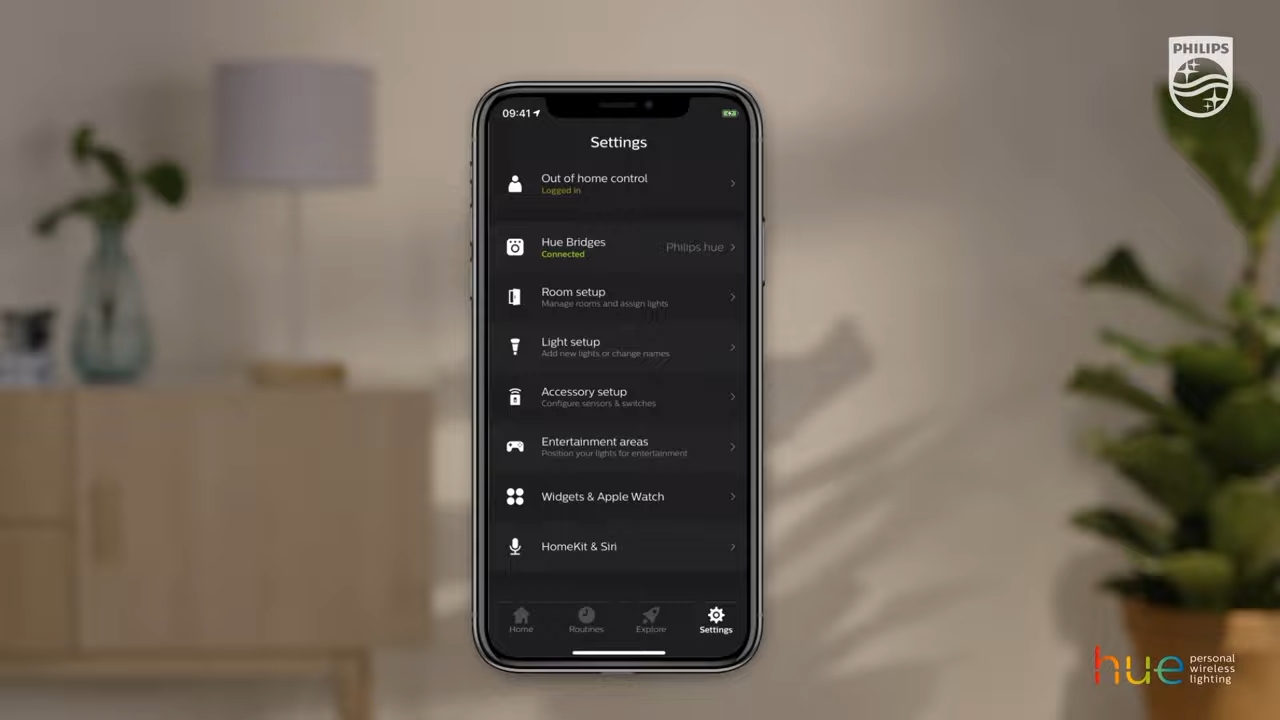 PHILIPS
09:41
Settings
Out of home control
Logged in
Hue Bridges
Connected
Philips hue
Room setup
Manage rooms and assign lights
Light setup
Add new lights or change names
Accessory setup
Configure sensors & switches
Entertainment areas
Position your lights for entertainment
Widgets & Apple Watch
HomeKit & Siri
Home
Routines
Explore
Settings
hue
personal
wireless
lighting